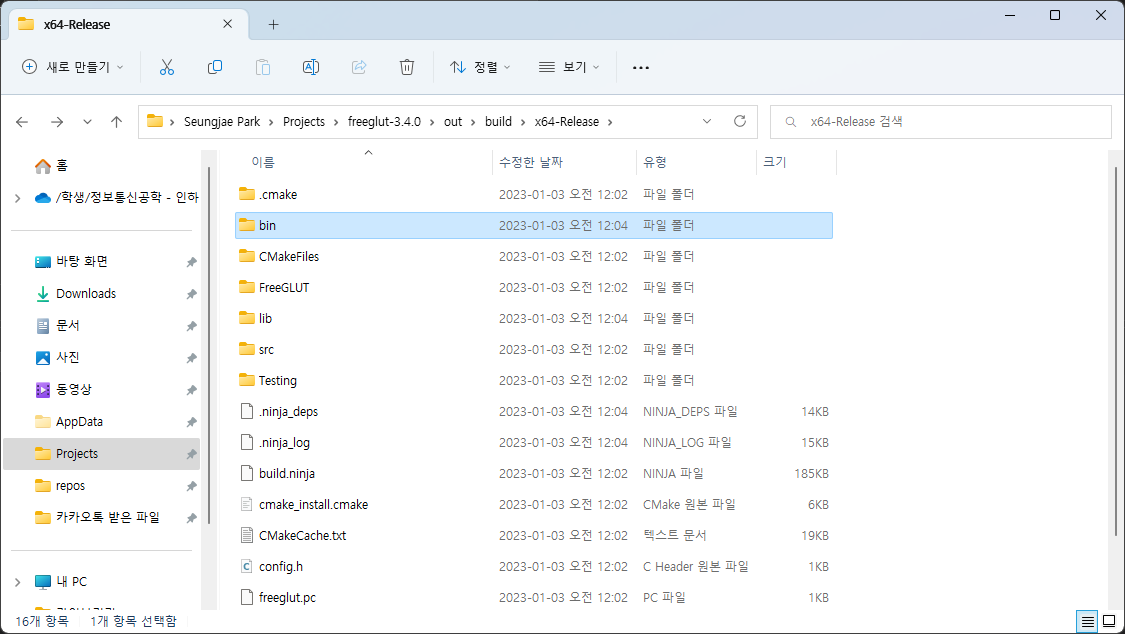 x64-Release
새로 만들기
정렬
보기
Seungjae Park > Projects > freeglut-3.4.0 > out > build > x64-Release >
x64-Release 검색
홈
/학생/정보통신공학 - 인하
바탕 화면
Downloads
문서
사진
동영상
AppData
Projects
repos
카카오톡 받은 파일
내 PC
이름 수정한 날짜 유형 크기
.cmake 2023-01-03 오전 12:02 파일 폴더
bin 2023-01-03 오전 12:04 파일 폴더
CMakeFiles 2023-01-03 오전 12:02 파일 폴더
FreeGLUT 2023-01-03 오전 12:02 파일 폴더
lib 2023-01-03 오전 12:04 파일 폴더
src 2023-01-03 오전 12:02 파일 폴더
Testing 2023-01-03 오전 12:02 파일 폴더
.ninja_deps 2023-01-03 오전 12:04 NINJA_DEPS 파일 14KB
.ninja_log 2023-01-03 오전 12:04 NINJA_LOG 파일 15KB
build.ninja 2023-01-03 오전 12:02 NINJA 파일 185KB
cmake_install.cmake 2023-01-03 오전 12:02 CMake 원본 파일 6KB
CMakeCache.txt 2023-01-03 오전 12:02 텍스트 문서 19KB
config.h 2023-01-03 오전 12:02 C Header 원본 파일 1KB
freeglut.pc 2023-01-03 오전 12:02 PC 파일 1KB
16개 항목 1개 항목 선택함